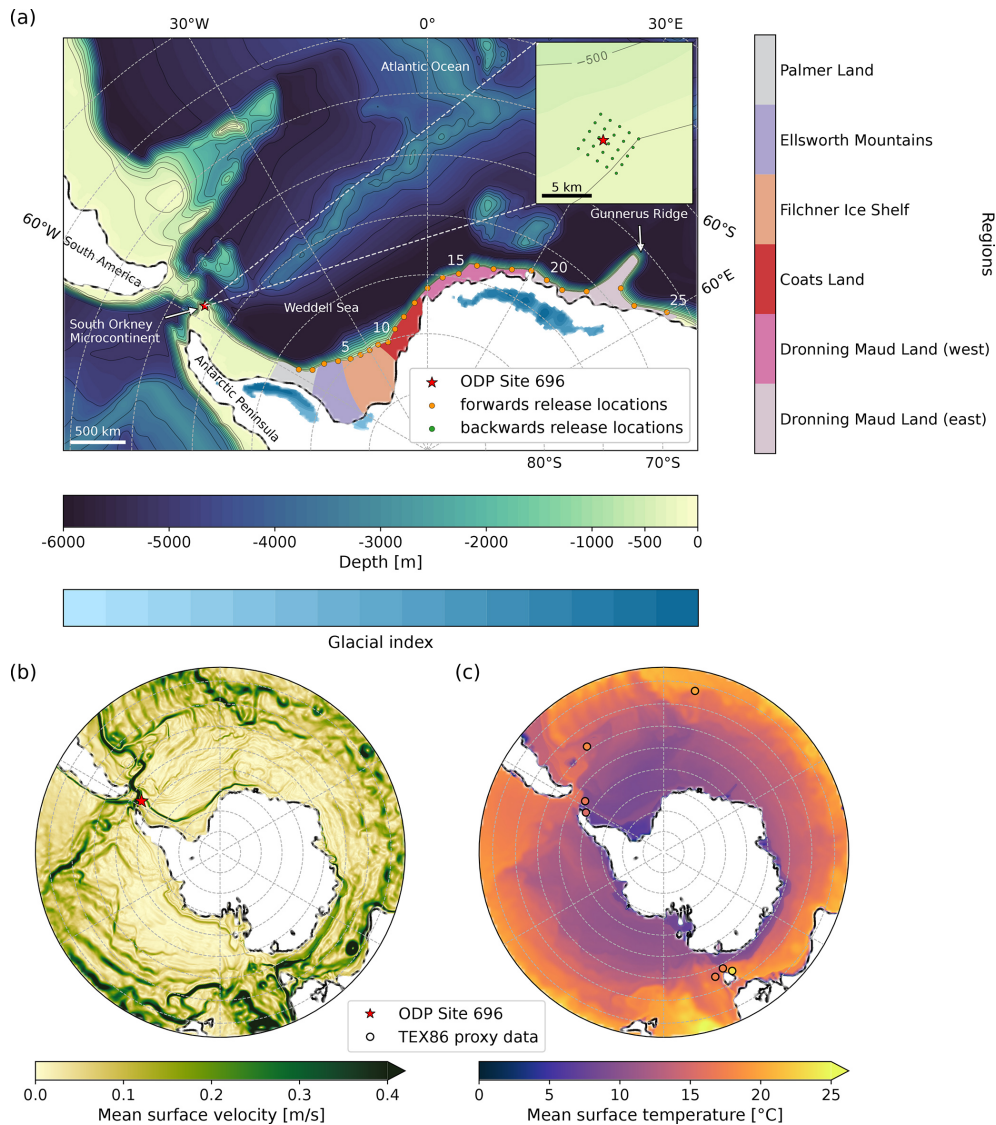 (a)
30°W
0°
30°E
Atlantic Ocean
−500
5 km
Gunnerus Ridge
60°S
60°E
60°W
South America
South Orkney
Microcontinent
Weddell Sea
5
10
15
20
25
Antarctic Peninsula
500 km
ODP Site 696
forwards release locations
backwards release locations
80°S
70°S
Palmer Land
Ellsworth Mountains
Filchner Ice Shelf
Coats Land
Dronning Maud Land (west)
Dronning Maud Land (east)
Regions
-6000
-5000
-4000
-3000
-2000
-1000
0
Depth [m]
Glacial index
(b)
(c)
ODP Site 696
TEX86 proxy data
0.0
0.1
0.2
0.3
0.4
Mean surface velocity [m/s]
0
5
10
15
20
25
Mean surface temperature [°C]